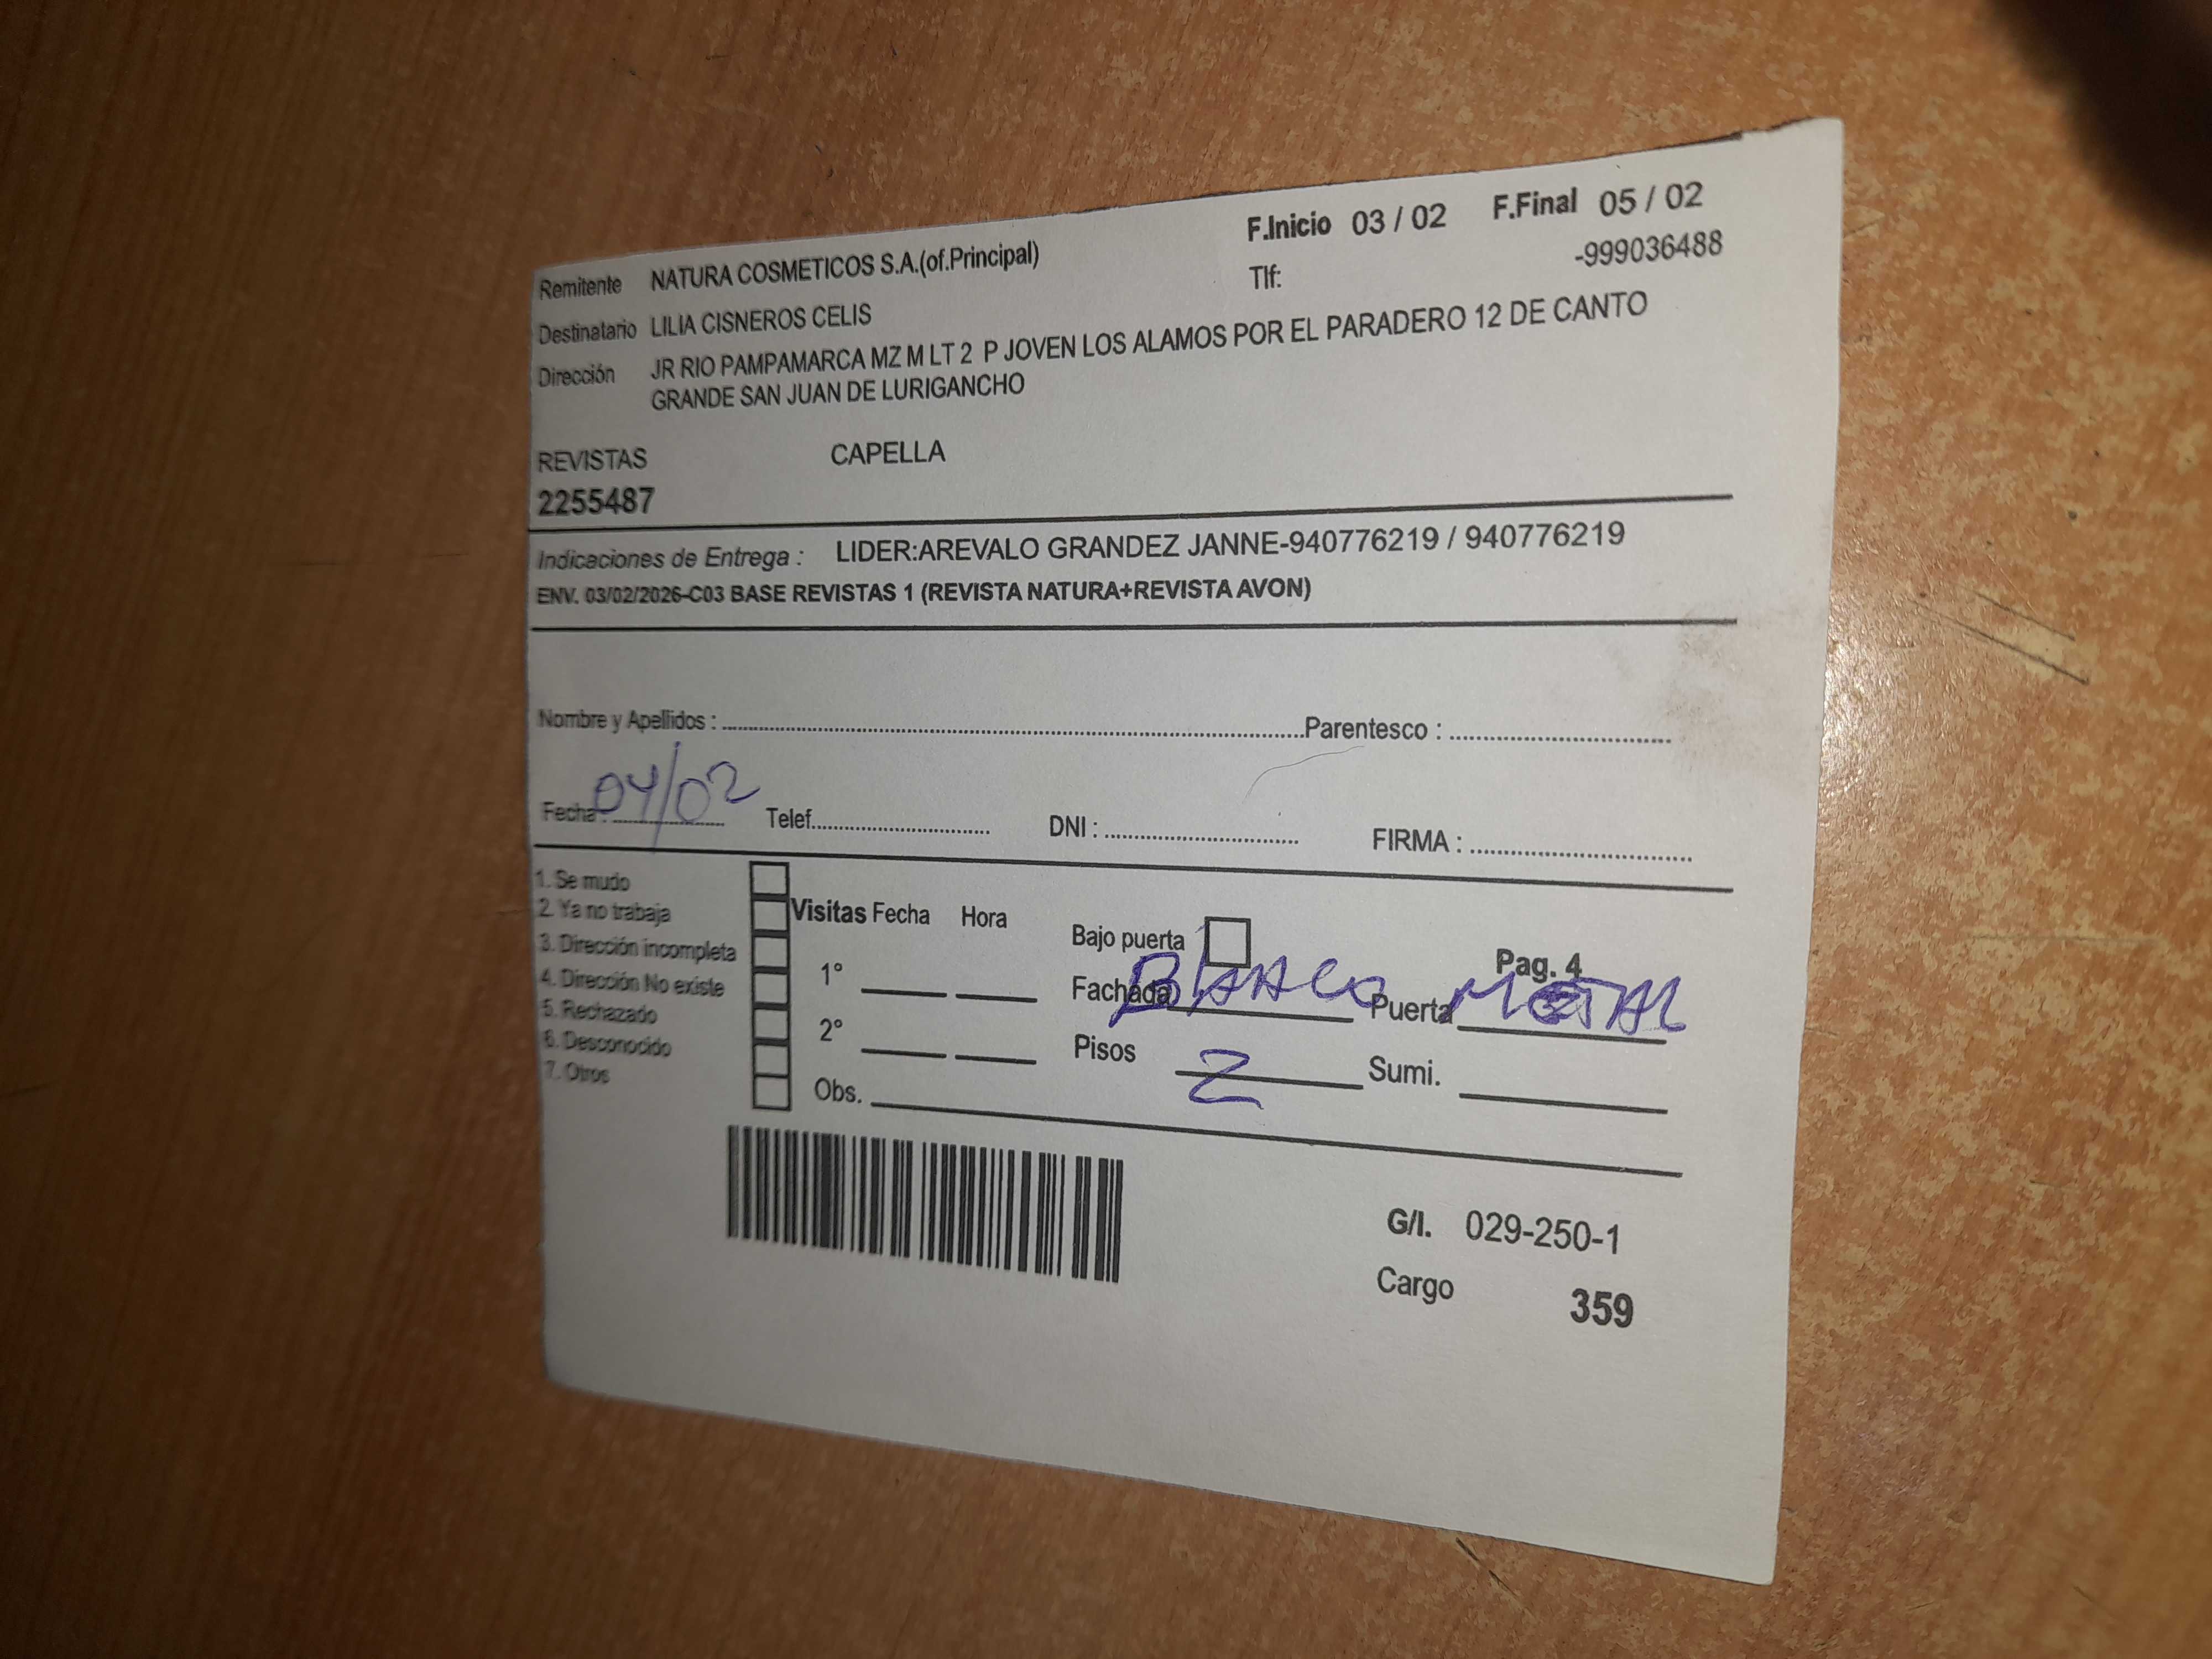 F.Inicio 03 / 02 F.Final 05 / 02
Remitente NATURA COSMETICOS S.A.(of.Principal) Tlf: -999036488
Destinatario LILIA CISNEROS CELIS
Dirección JR RIO PAMPAMARCA MZ M LT 2 P JOVEN LOS ALAMOS POR EL PARADERO 12 DE CANTO
GRANDE SAN JUAN DE LURIGANCHO
REVISTAS CAPELLA
2255487
Indicaciones de Entrega : LIDER:AREVALO GRANDEZ JANNE-940776219 / 940776219
ENV. 03/02/2026-C03 BASE REVISTAS 1 (REVISTA NATURA+REVISTA AVON)
Nombre y Apellidos : Parentesco :
Fecha : 04/02 Telef. DNI : FIRMA :
1. Se mudo
2. Ya no trabaja
3. Dirección incompleta
4. Dirección No existe
5. Rechazado
6. Desconocido
7. Otros
Visitas Fecha Hora
1°
2°
Obs.
Bajo puerta Pag. 4
Fachada BLANCO Puerta METAL
Pisos 2 Sumi.
G/I. 029-250-1
Cargo 359